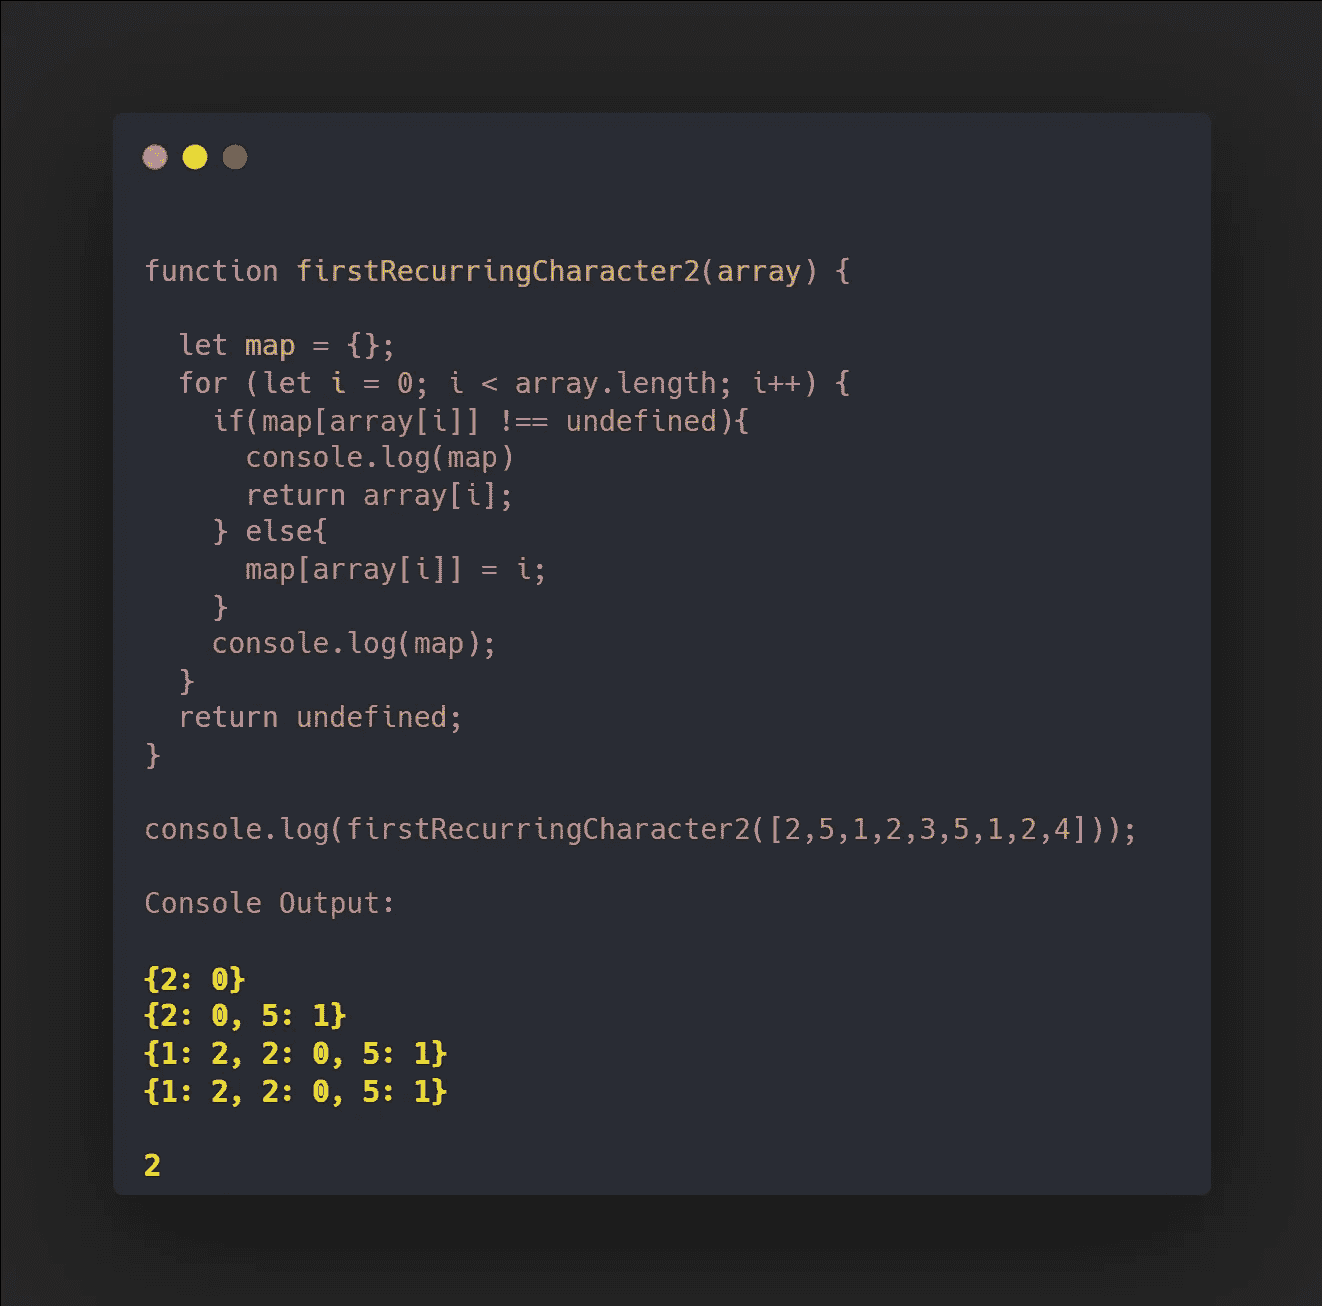 function firstRecurringCharacter2(array) {
let map = {};
for (let i = 0; i < array.length; i++) {
if(map[array[i]] !== undefined){
console.log(map)
return array[i];
} else{
map[array[i]] = i;
}
console.log(map);
}
return undefined;
}
console.log(firstRecurringCharacter2([2,5,1,2,3,5,1,2,4]));
Console Output:
{2: 0}
{2: 0, 5: 1}
{1: 2, 2: 0, 5: 1}
{1: 2, 2: 0, 5: 1}
2